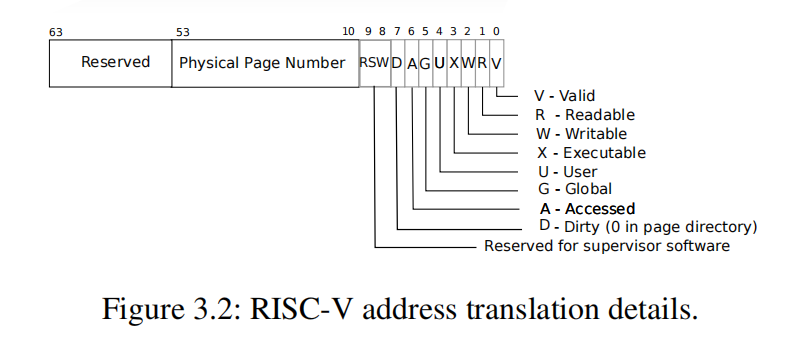 63 53 10 9 8 7 6 5 4 3 2 1 0
Reserved Physical Page Number RSW D A G U X W R V
V - Valid
R - Readable
W - Writable
X - Executable
U - User
G - Global
A - Accessed
D - Dirty (0 in page directory)
Reserved for supervisor software
Figure 3.2: RISC-V address translation details.